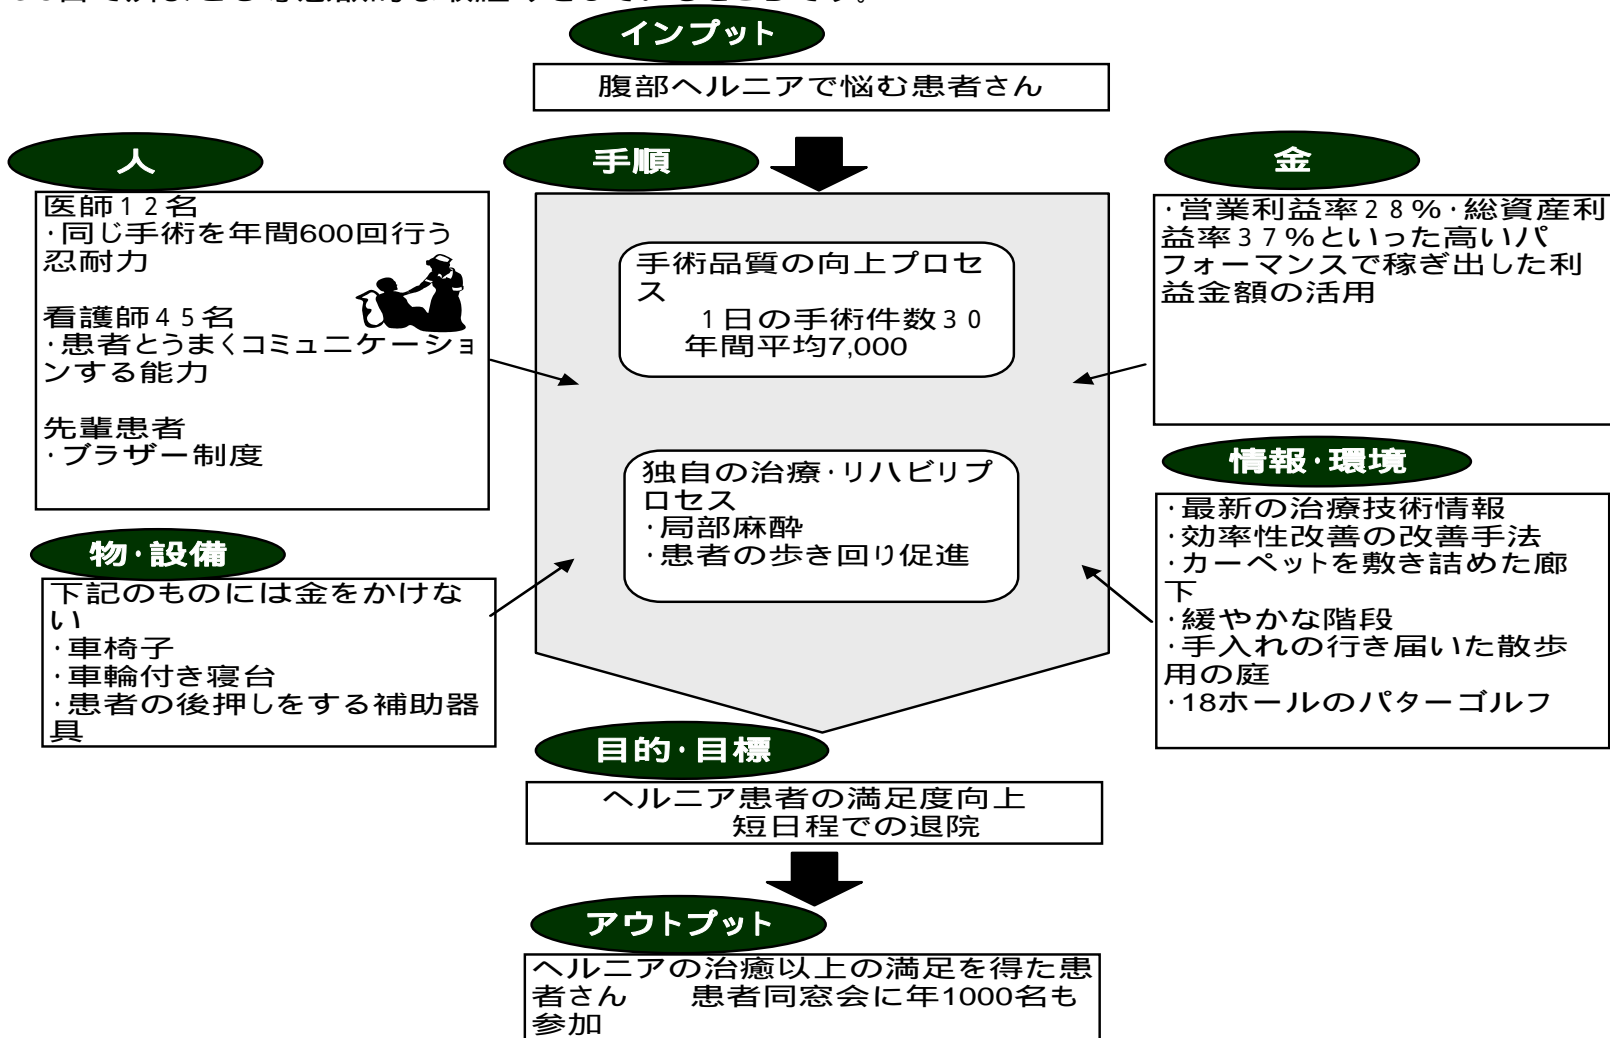 インプット
腹部ヘルニアで悩む患者さん
人
医師12名
·同じ手術を年間600回行う
忍耐力
看護師45名
·患者とうまくコミュニケーショ
ンする能力
先輩患者
·ブラザー制度
手順
手術品質の向上プロセ
ス
1日の手術件数30
年間平均7,000
独自の治療·リハビリプ
ロセス
·局部麻酔
·患者の歩き回り促進
金
·営業利益率28%·総資産利
益率37%といった高いパ
フォーマンスで稼ぎ出した利
益金額の活用
物·設備
下記のものには金をかけな
い
·車椅子
·車輪付き寝台
·患者の後押しをする補助器
具
情報·環境
·最新の治療技術情報
·効率性改善の改善手法
·カーペットを敷き詰めた廊
下
·緩やかな階段
·手入れの行き届いた散歩
用の庭
·18ホールのパターゴルフ
目的·目標
ヘルニア患者の満足度向上
短日程での退院
アウトプット
ヘルニアの治癒以上の満足を得た患
者さん　　患者同窓会に年1000名も
参加